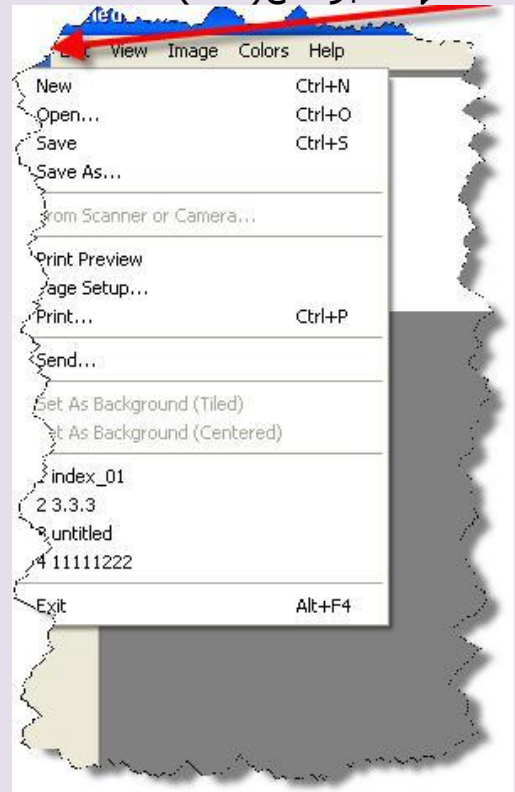 View Image Colors Help
New Ctrl+N
Open... Ctrl+O
Save Ctrl+S
Save As...
From Scanner or Camera...
Print Preview
Page Setup...
Print... Ctrl+P
Send...
Set As Background (Tiled)
Set As Background (Centered)
1 index_01
2 3.3.3
3 untitled
4 11111222
Exit Alt+F4